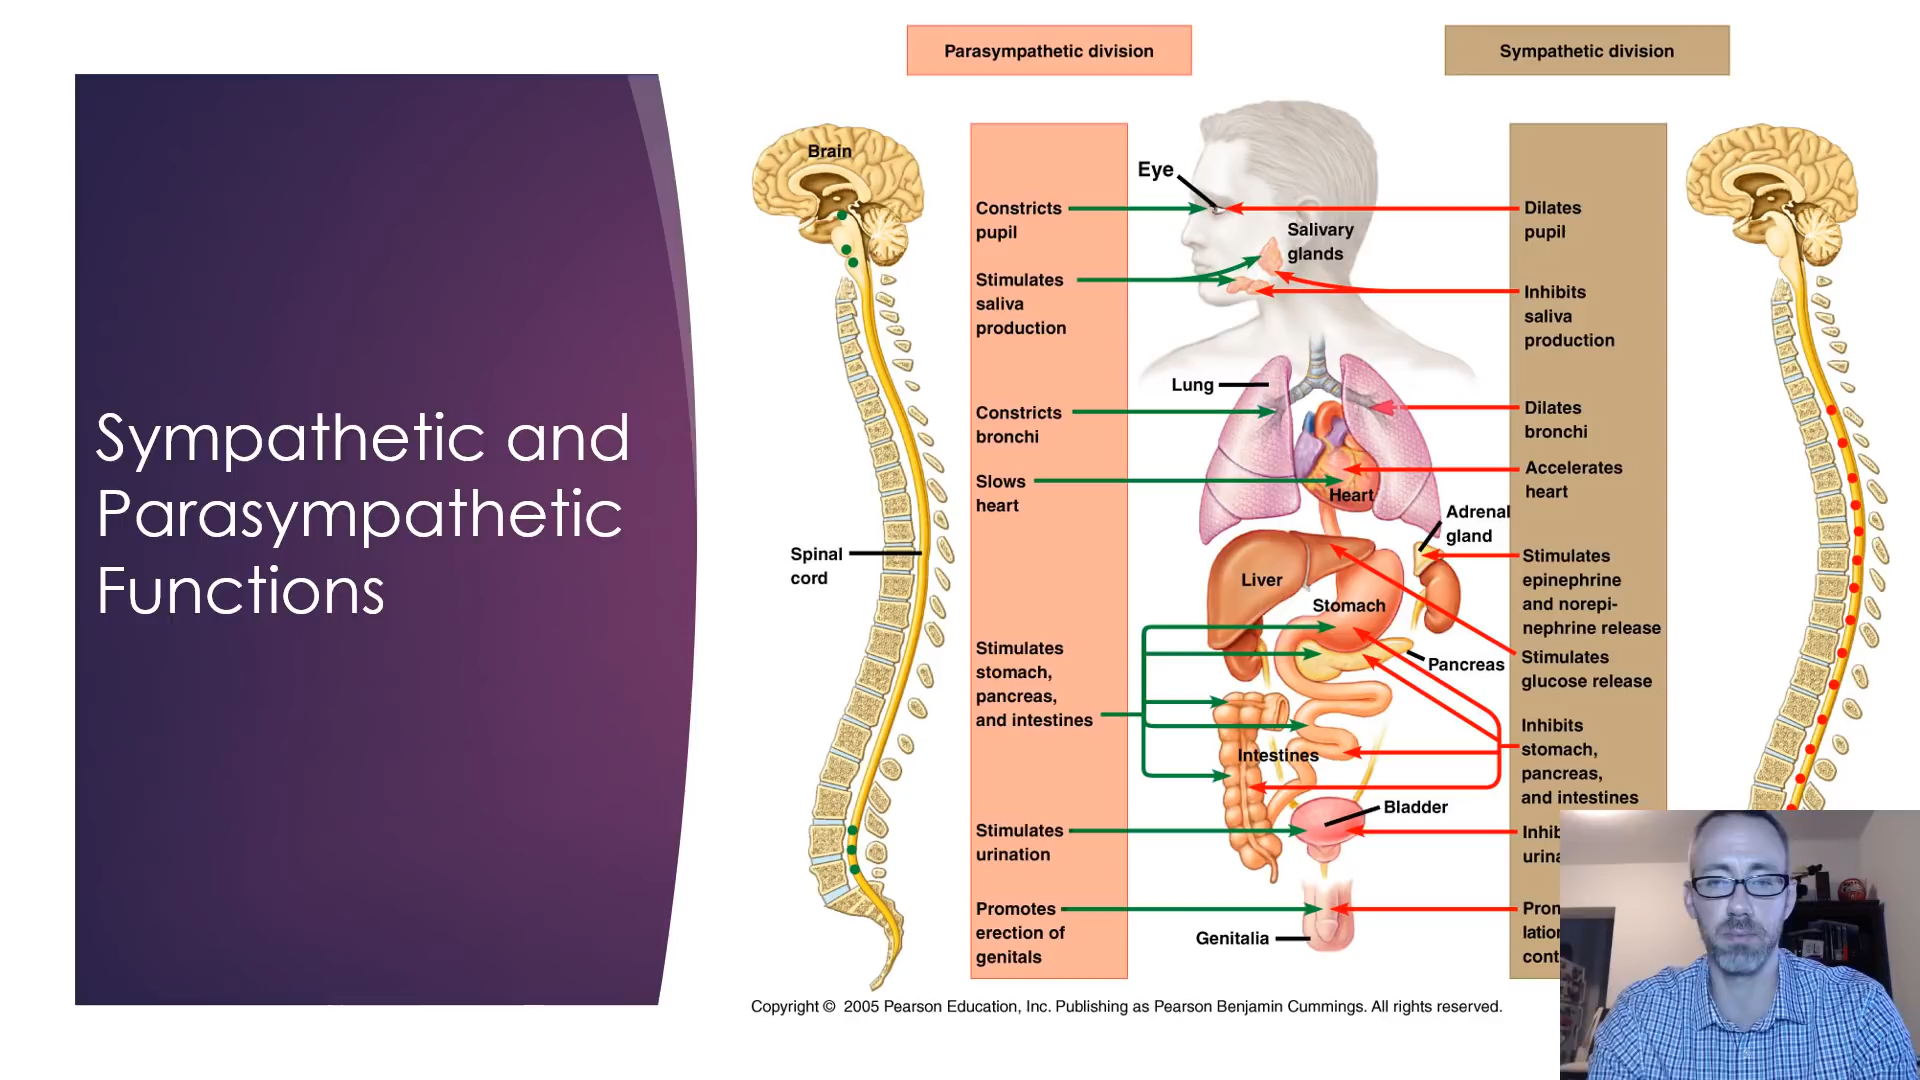 Sympathetic and
Parasympathetic
Functions
Parasympathetic division
Sympathetic division
Brain
Spinal
cord
Constricts
pupil
Stimulates
saliva
production
Constricts
bronchi
Slows
heart
Stimulates
stomach,
pancreas,
and intestines
Stimulates
urination
Promotes
erection of
genitals
Eye
Salivary
glands
Lung
Heart
Adrenal
gland
Liver
Stomach
Pancreas
Intestines
Bladder
Genitalia
Dilates
pupil
Inhibits
saliva
production
Dilates
bronchi
Accelerates
heart
Stimulates
epinephrine
and norepi-
nephrine release
Stimulates
glucose release
Inhibits
stomach,
pancreas,
and intestines
Copyright © 2005 Pearson Education, Inc. Publishing as Pearson Benjamin Cummings. All rights reserved.